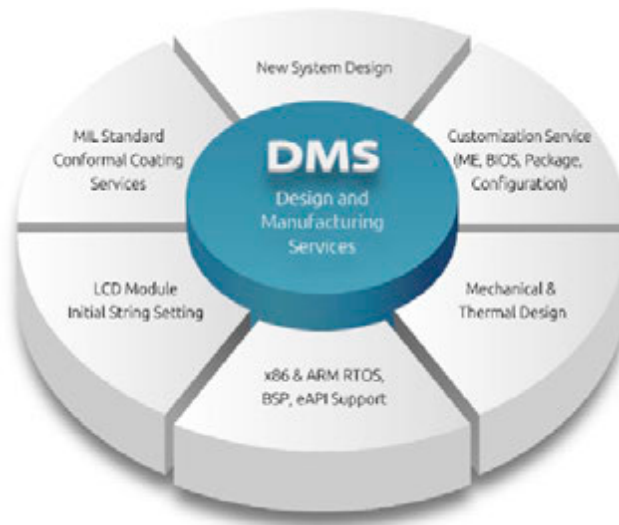 New System Design
MIL Standard
Conformal Coating
Services
DMS
Design and
Manufacturing
Services
Customization Service
(ME, BIOS, Package,
Configuration)
LCD Module
Initial String Setting
Mechanical &
Thermal Design
x86 & ARM RTOS,
BSP, eAPI Support